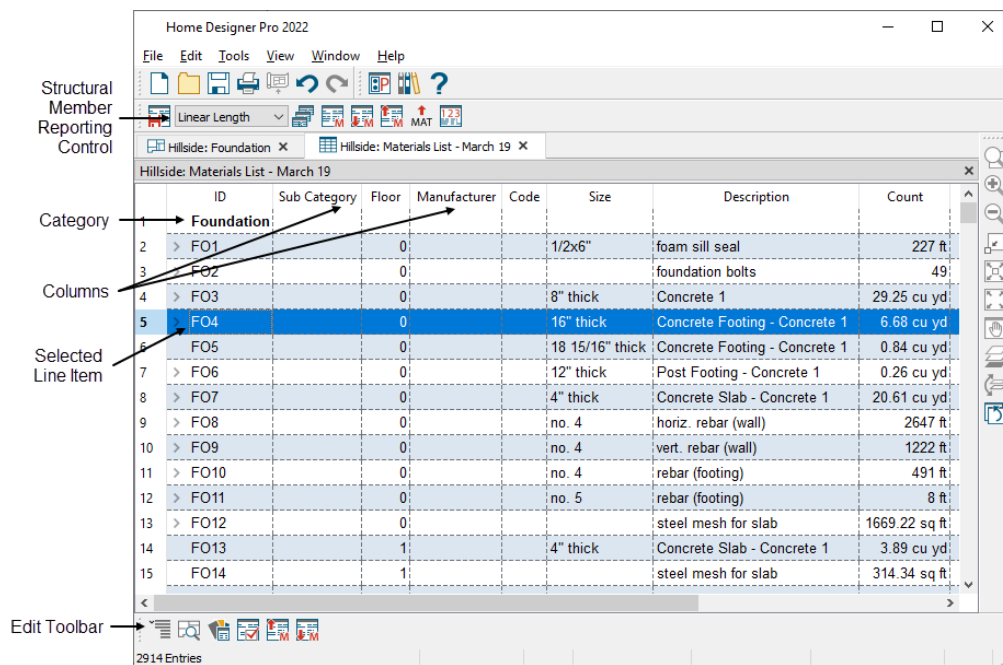 Home Designer Pro 2022
File Edit Tools View Window Help
Structural
Member
Reporting
Control
Linear Length
M M M MAT 123
Hillside: Foundation × Hillside: Materials List - March 19 ×
Hillside: Materials List - March 19
ID Sub Category Floor Manufacturer Code Size Description Count
Category
1 Foundation
2 > FO1 0 1/2x6" foam sill seal 227 ft
3 > FO2 0 foundation bolts 49
Columns
4 > FO3 0 8" thick Concrete 1 29.25 cu yd
5 > FO4 0 16" thick Concrete Footing - Concrete 1 6.68 cu yd
Selected
Line Item
6 FO5 0 18 15/16" thick Concrete Footing - Concrete 1 0.84 cu yd
7 > FO6 0 12" thick Post Footing - Concrete 1 0.26 cu yd
8 > FO7 0 4" thick Concrete Slab - Concrete 1 20.61 cu yd
9 > FO8 0 no. 4 horiz. rebar (wall) 2647 ft
10 > FO9 0 no. 4 vert. rebar (wall) 1222 ft
11 > FO10 0 no. 4 rebar (footing) 491 ft
12 > FO11 0 no. 5 rebar (footing) 8 ft
13 > FO12 0 steel mesh for slab 1669.22 sq ft
14 FO13 1 4" thick Concrete Slab - Concrete 1 3.89 cu yd
15 FO14 1 steel mesh for slab 314.34 sq ft
Edit Toolbar
M M
2914 Entries